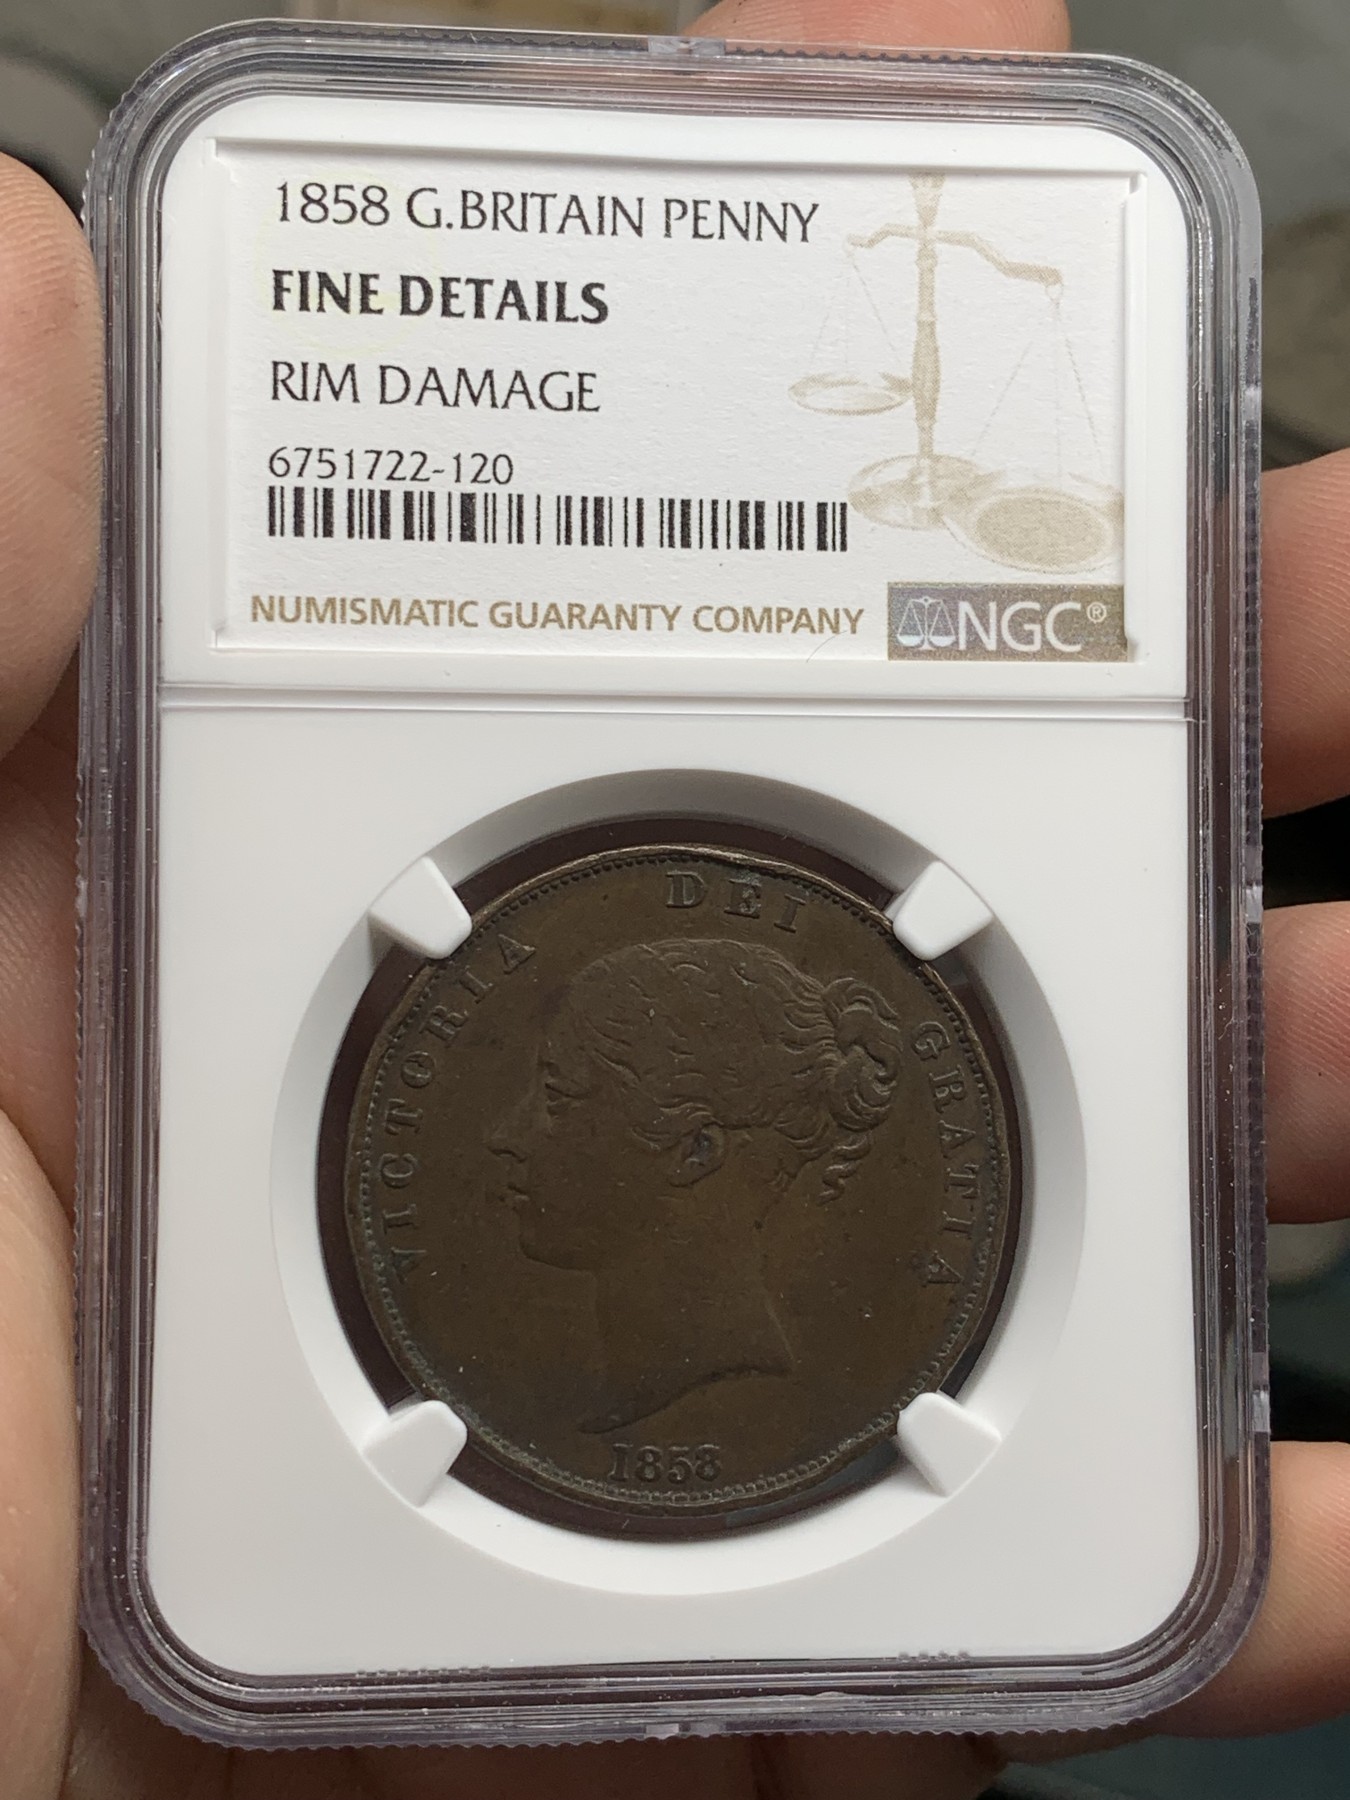 1858 G.BRITAIN PENNY
FINE DETAILS
RIM DAMAGE
6751722-120
NUMISMATIC GUARANTY COMPANY NGC®
VICTORIA DEI GRATIA
1858